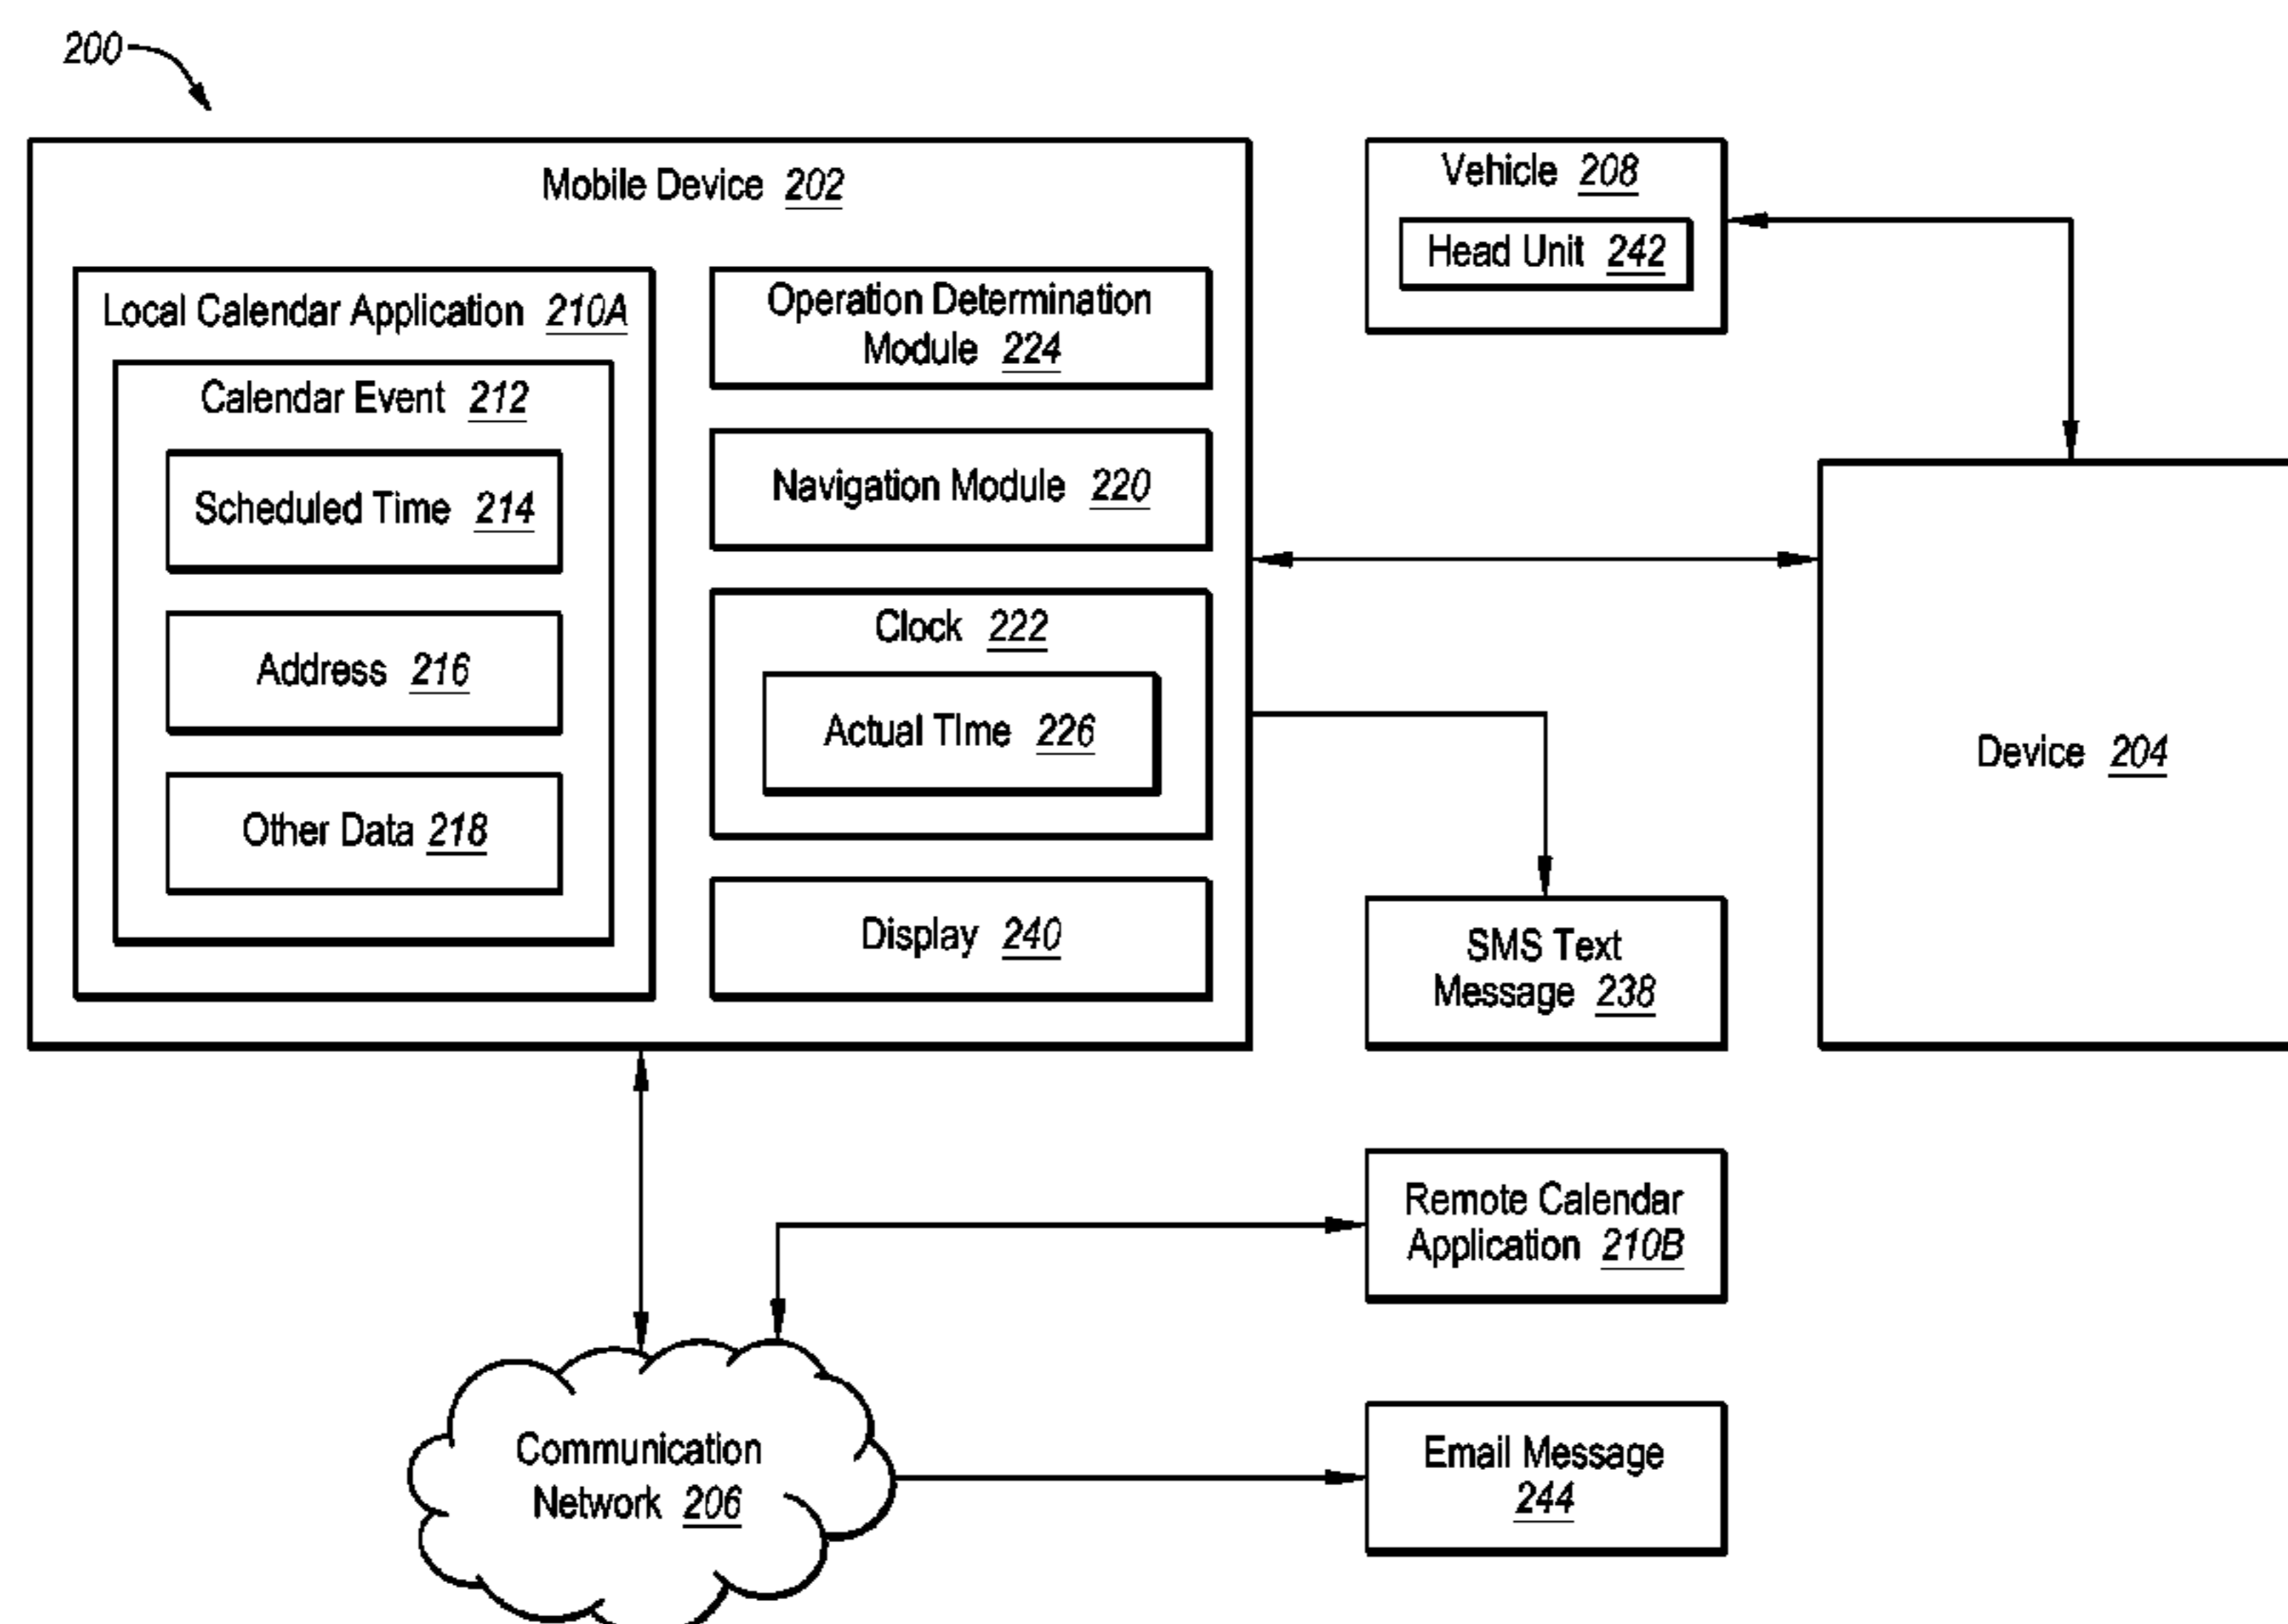 200
Mobile Device 202
Local Calendar Application 210A
Calendar Event 212
Scheduled Time 214
Address 216
Other Data 218
Operation Determination
Module 224
Navigation Module 220
Clock 222
Actual TIme 226
Display 240
Vehicle 208
Head Unit 242
Device 204
SMS Text
Message 238
Remote Calendar
Application 210B
Communication
Network 206
Email Message
244